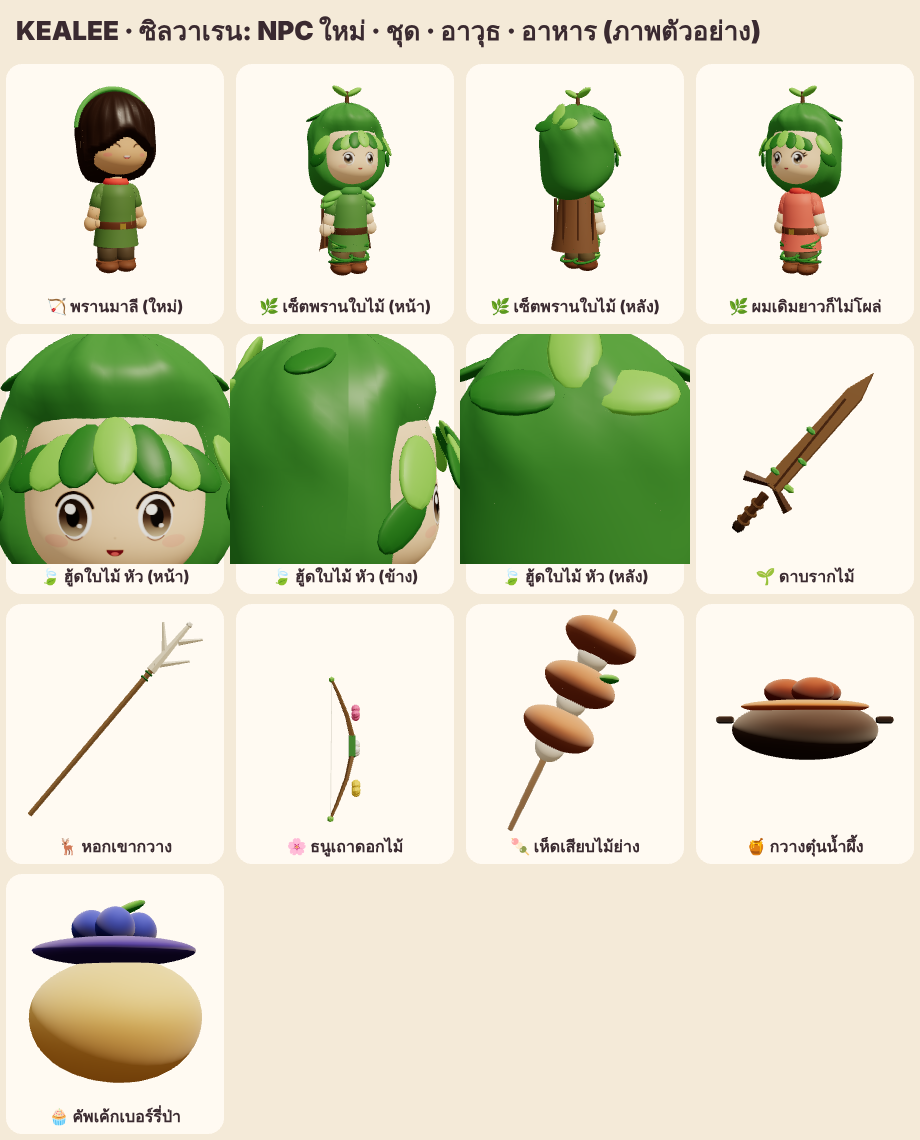 KEALEE · ซิลวาเรน: NPC ใหม่ · ชุด · อาวุธ · อาหาร (ภาพตัวอย่าง)
🏹 พรานมาลี (ใหม่)
🌿 เซ็ตพรานใบไม้ (หน้า)
🌿 เซ็ตพรานใบไม้ (หลัง)
🌿 ผมเดิมยาวก็ไม่โผล่
🍃 ฮู้ดใบไม้ หัว (หน้า)
🍃 ฮู้ดใบไม้ หัว (ข้าง)
🍃 ฮู้ดใบไม้ หัว (หลัง)
🌱 ดาบรากไม้
🦌 หอกเขากวาง
🌸 ธนูเถาดอกไม้
🍡 เห็ดเสียบไม้ย่าง
🍯 กวางตุ๋นน้ำผึ้ง
🧁 คัพเค้กเบอร์รี่ป่า